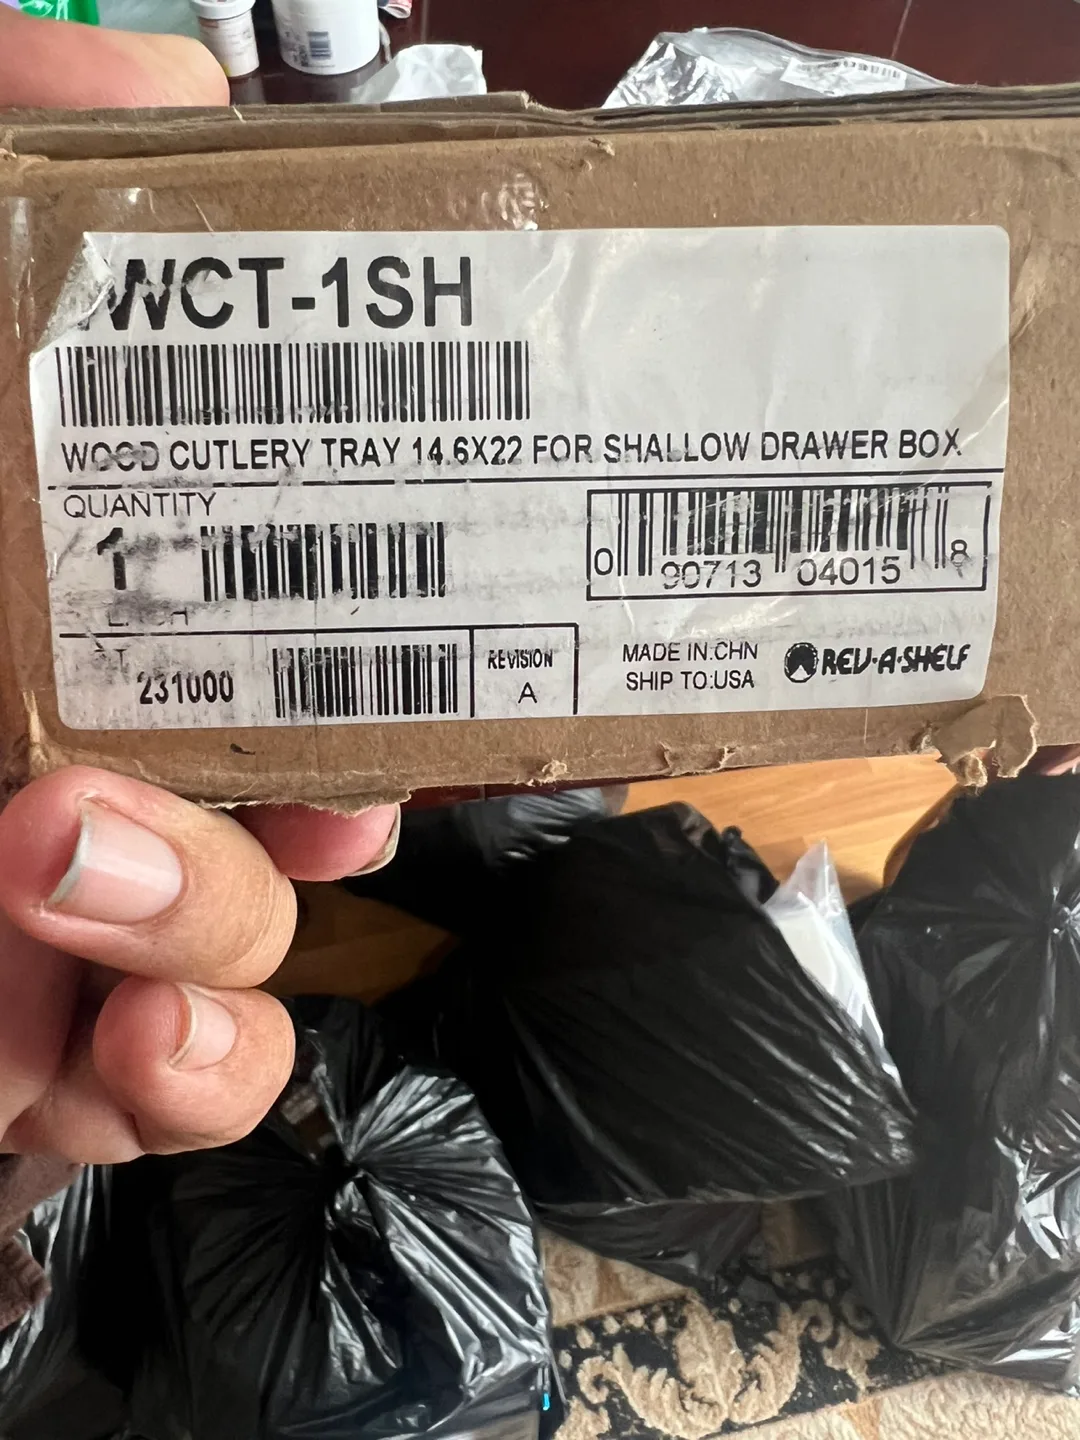 WCT-1SH
WOOD CUTLERY TRAY 14.6X22 FOR SHALLOW DRAWER BOX
QUANTITY
1
0 90713 04015 8
231000
REVISION
A
MADE IN:CHN
SHIP TO:USA
REV-A-SHELF